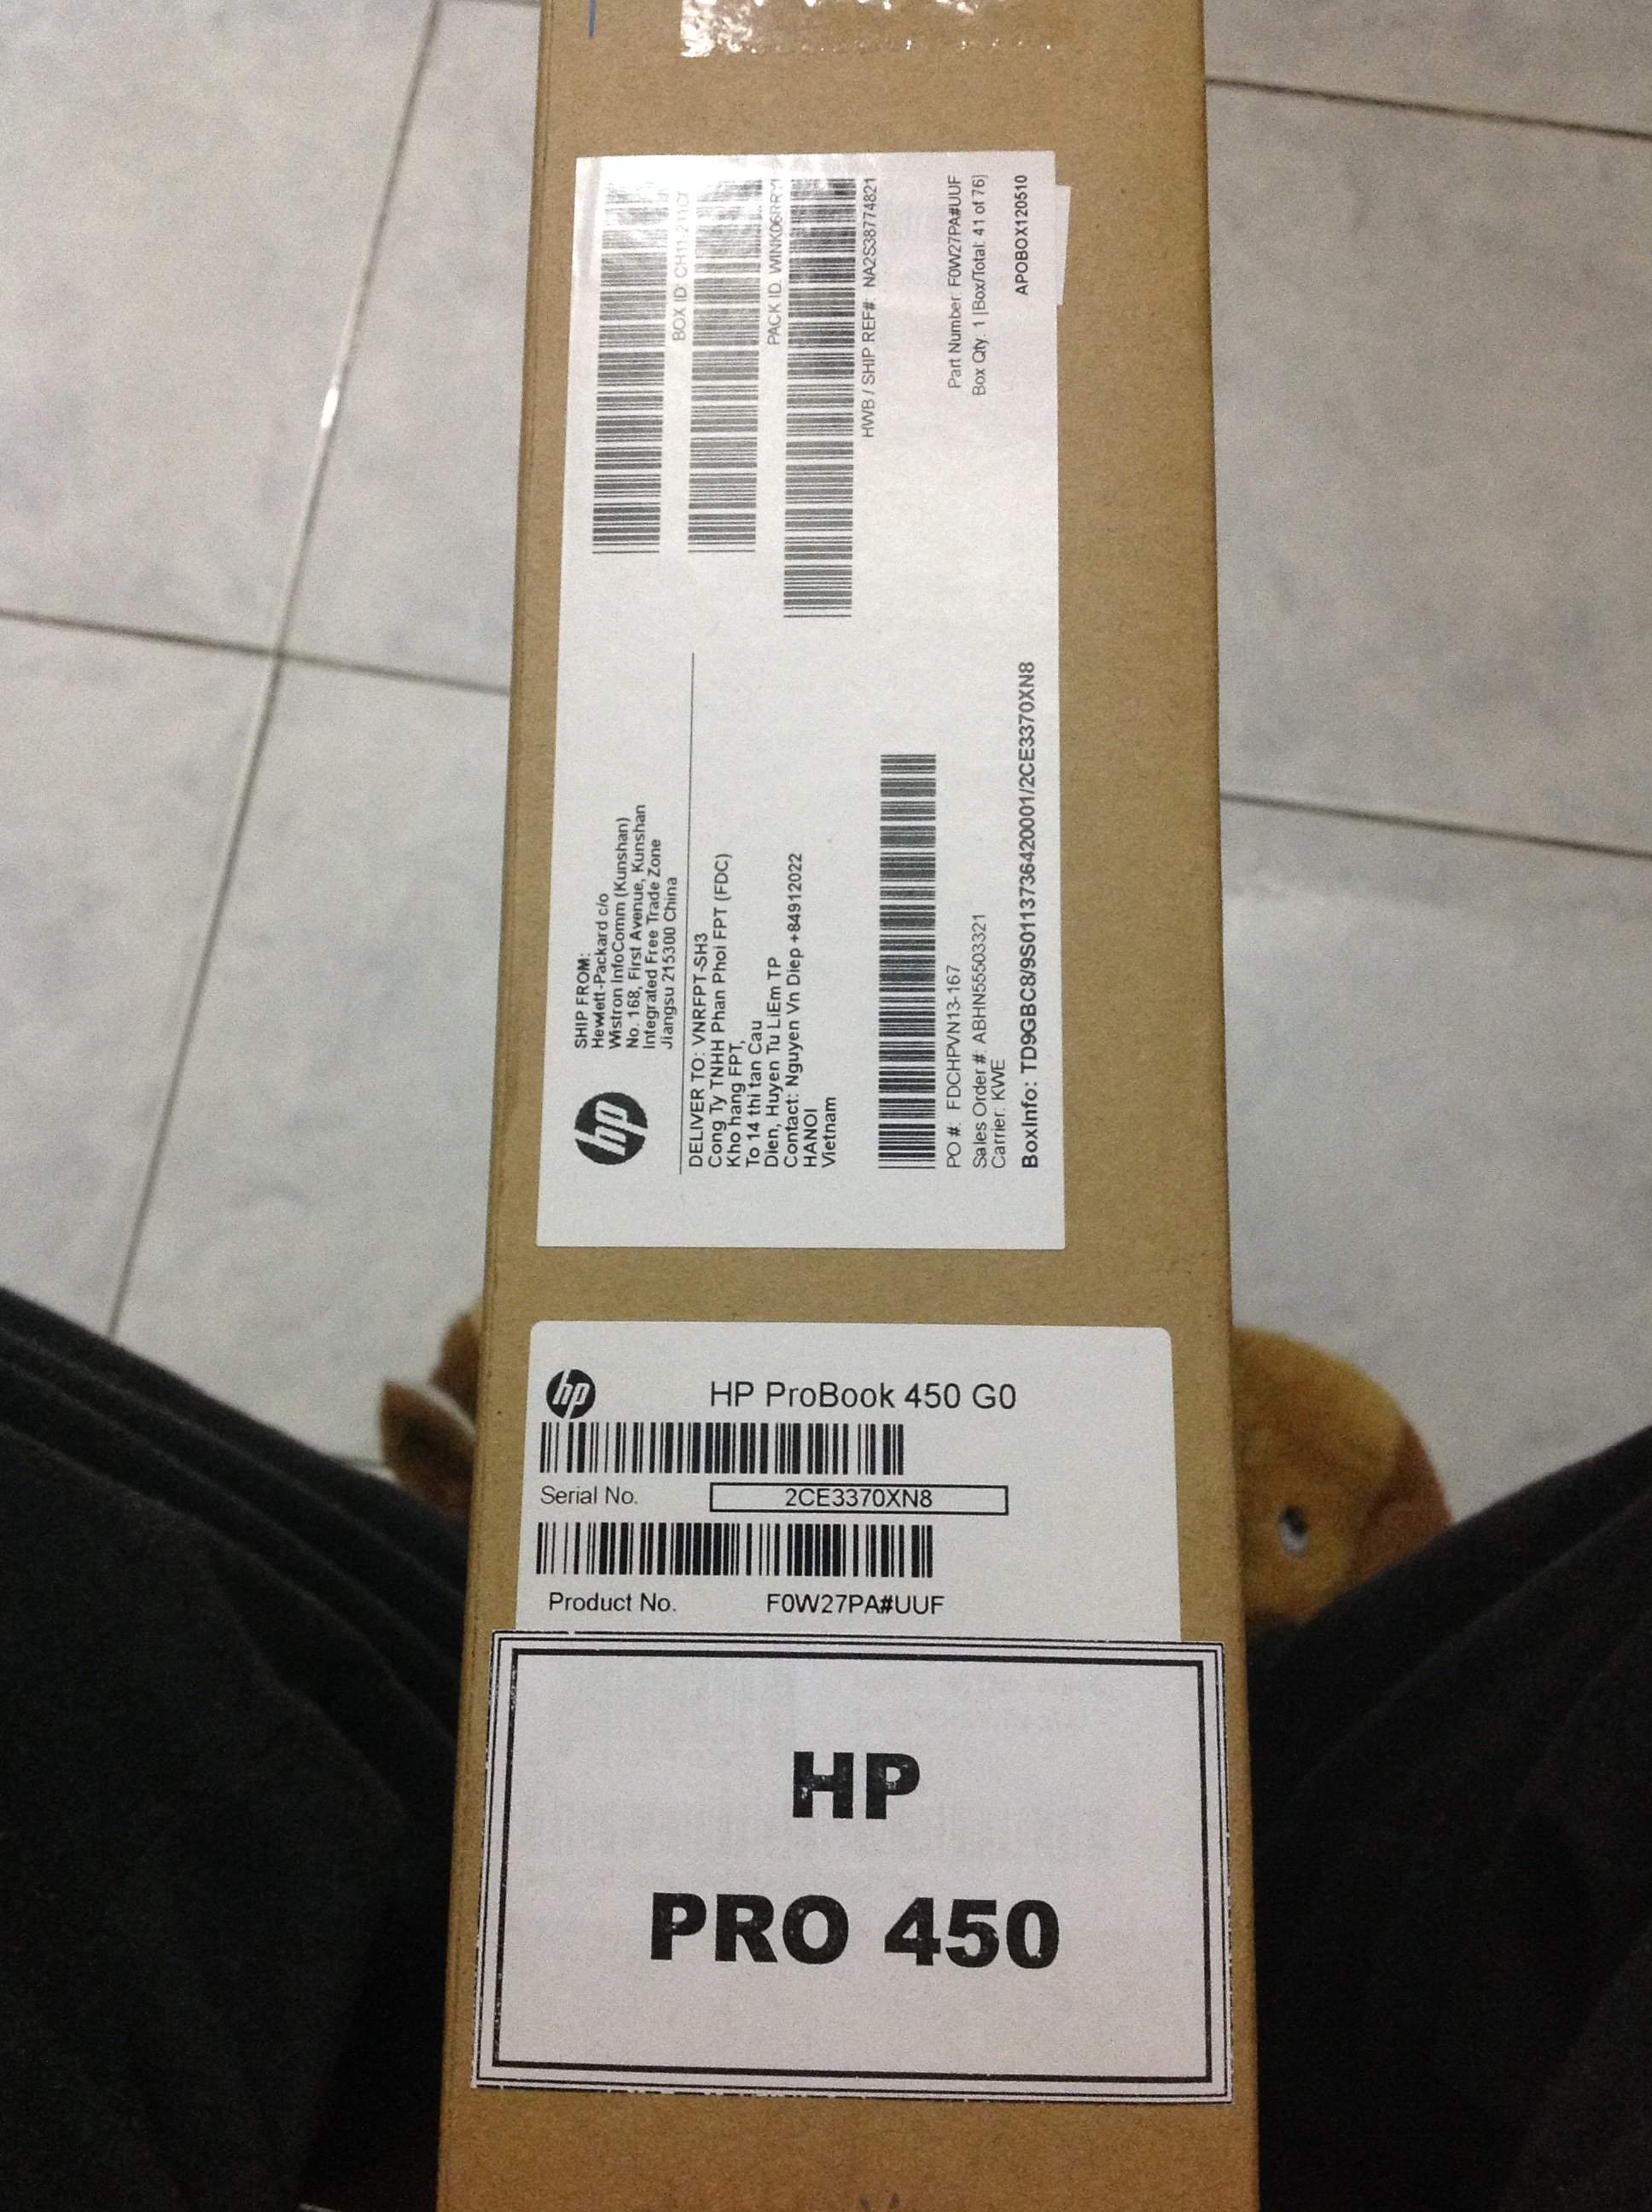 hp
SHIP FROM:
Hewlett-Packard c/o
Wistron InfoComm (Kunshan)
No. 168, First Avenue, Kunshan
Integrated Free Trade Zone
Jiangsu 215300 China
DELIVER TO: VNRFPT-SH3
Cong Ty TNHH Phan Phoi FPT (FDC)
Kho hang FPT,
To 14 thi tan Cau
Dien, Huyen Tu LiEm TP
Contact: Nguyen Vn Diep +84912022
HANOI
Vietnam
PO #: FDCHPVN13-167
Sales Order #: ABHN55503321
Carrier: KWE
BoxInfo: TD9GBC8/9S0113736420001/2CE3370XN8
BOX ID:
PACK ID:
HWB / SHIP REF#: NA2S38774821
Part Number: F0W27PA#UUF
Box Qty: 1 |Box/Total: 41 of 76|
APOBOX120510
hp
HP ProBook 450 G0
Serial No. 2CE3370XN8
Product No. F0W27PA#UUF
HP
PRO 450